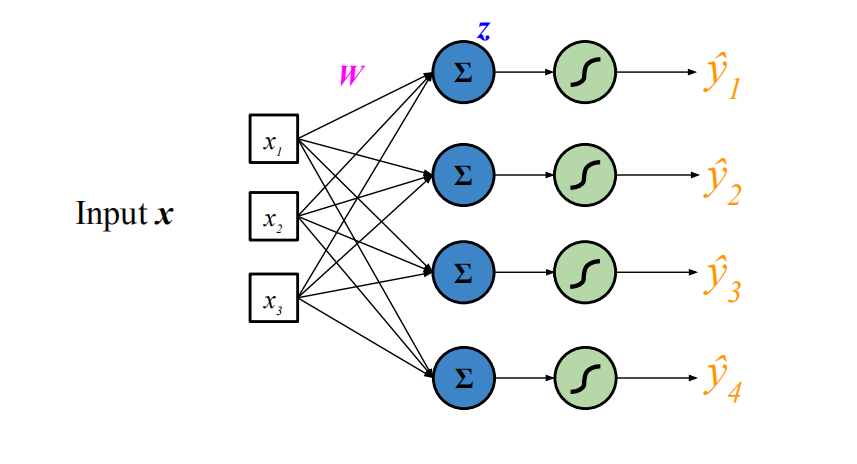 z
W
Σ
ŷ₁
x₁
Σ
ŷ₂
Input x
x₂
Σ
ŷ₃
x₃
Σ
ŷ₄